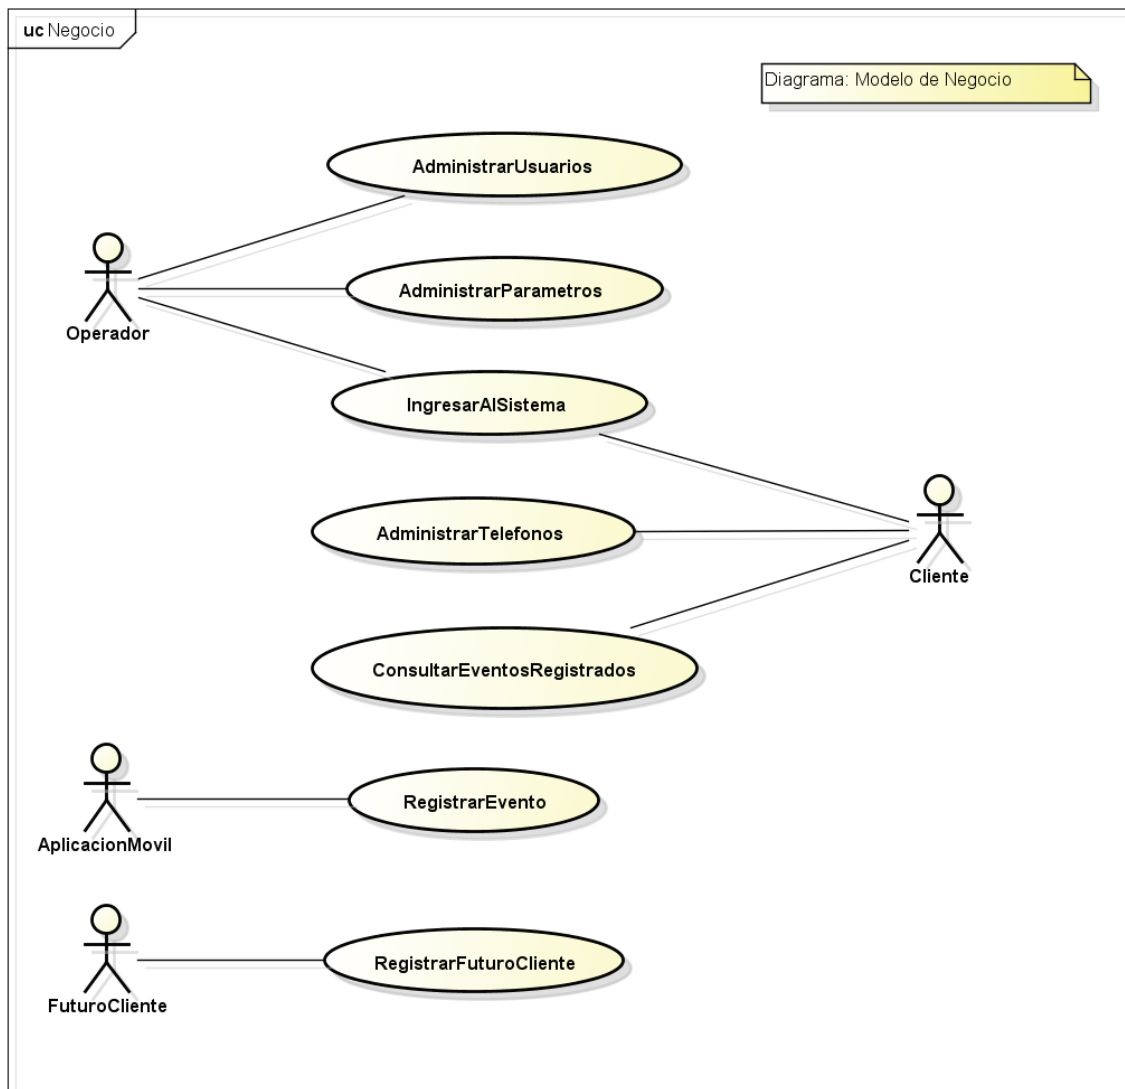 uc Negocio
Diagrama: Modelo de Negocio
AdministrarUsuarios
AdministrarParametros
Operador
IngresarAlSistema
AdministrarTelefonos
Cliente
ConsultarEventosRegistrados
RegistrarEvento
AplicacionMovil
RegistrarFuturoCliente
FuturoCliente